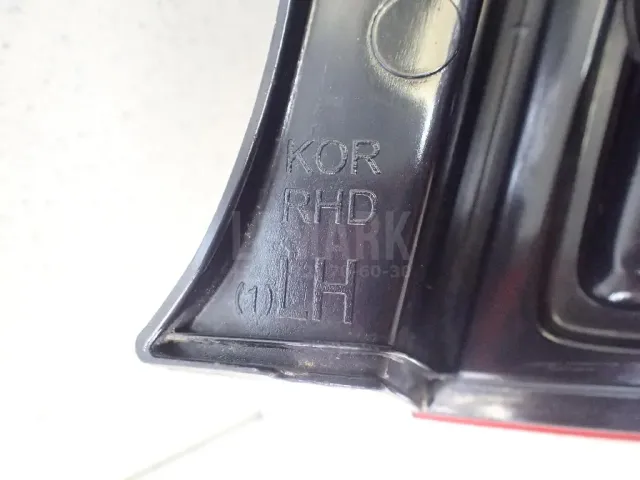 KOR
RHD
(1) LH